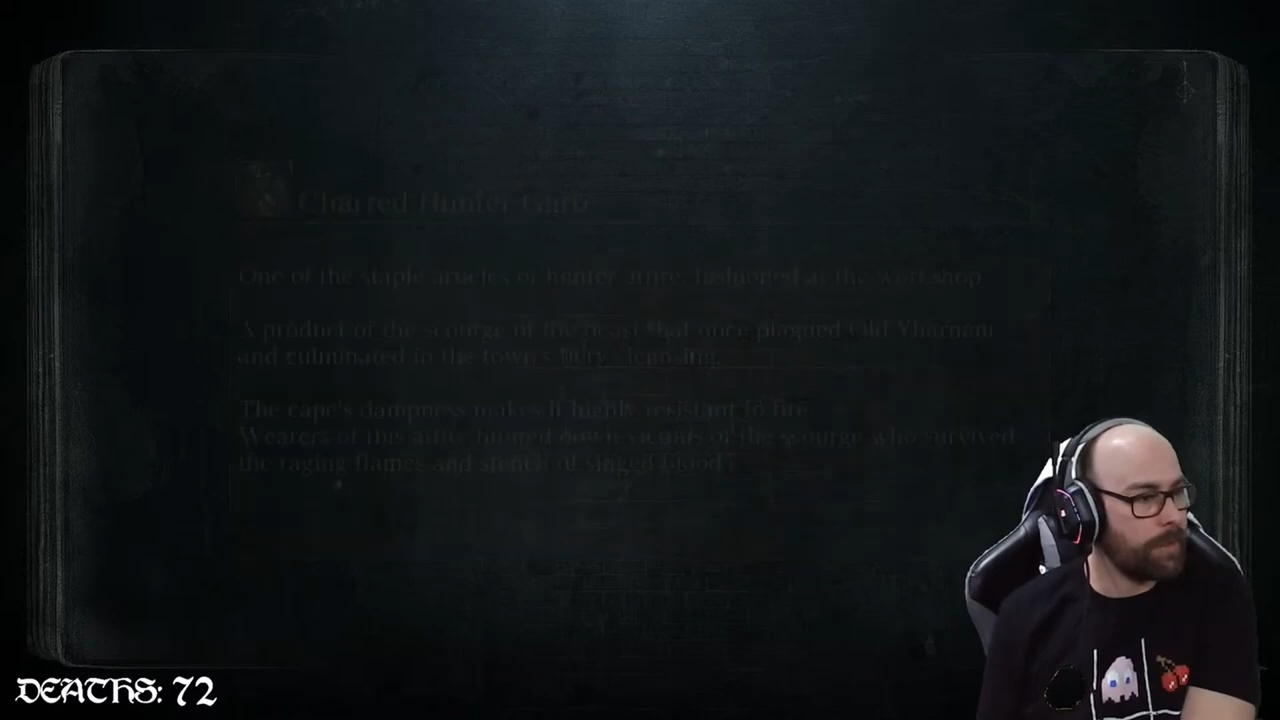 Charred Hunter Garb
One of the staple articles of hunter attire, fashioned at the workshop
A product of the scourge of the beast that once plagued Old Yharnam
and culminated in the town's fiery cleansing.
The cape's dampness makes it highly resistant to fire.
Wearers of this attire hunted down victims of the scourge who survived
the raging flames and stench of singed blood
DEATHS: 72